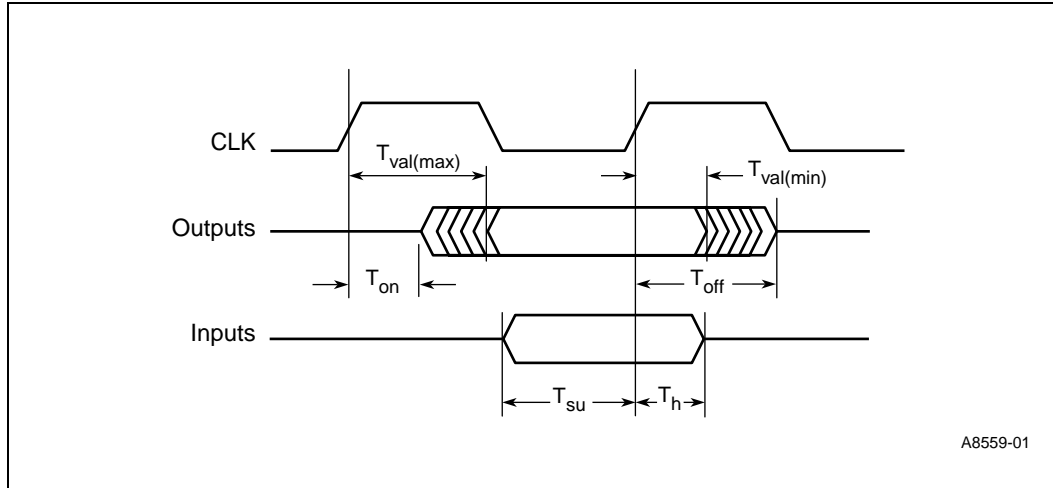 CLK
Tval(max)
Tval(min)
Outputs
Ton
Toff
Inputs
Tsu
Th
A8559-01